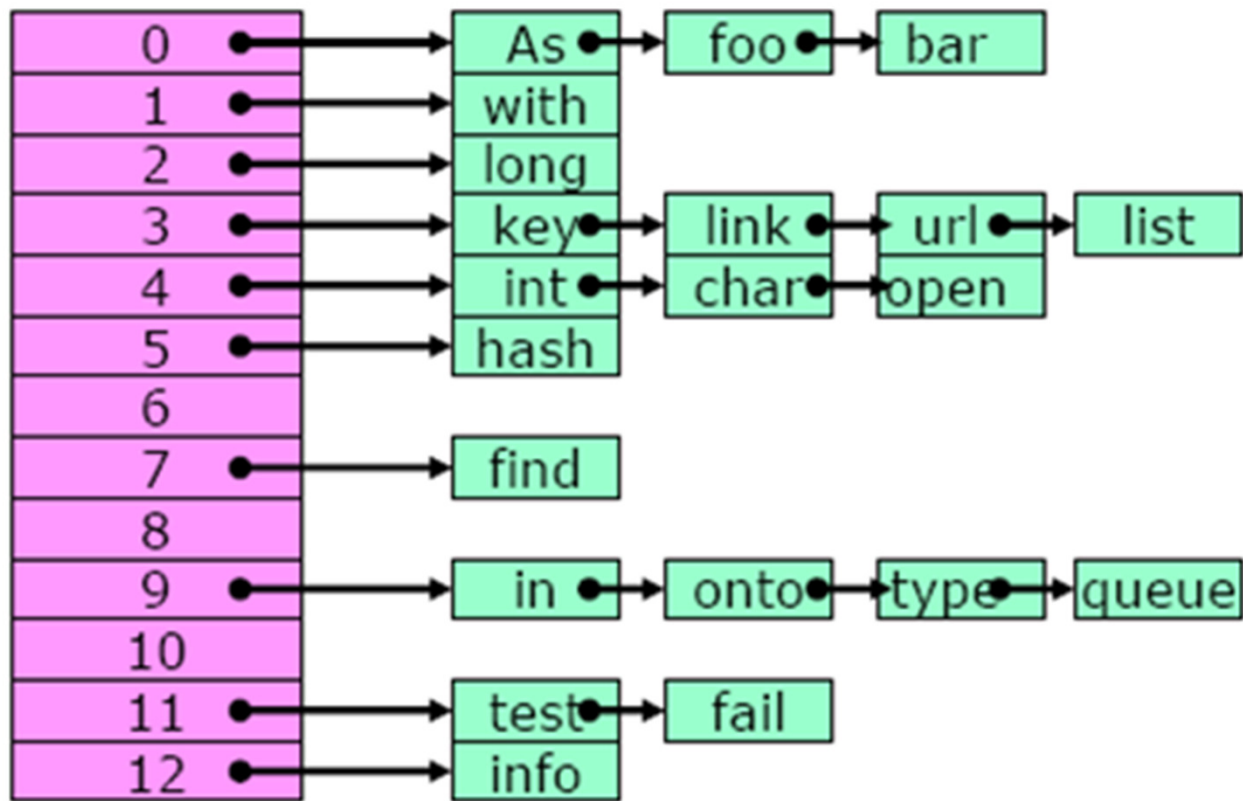 0 As foo bar
1 with
2 long
3 key link url list
4 int char open
5 hash
6
7 find
8
9 in onto type queue
10
11 test fail
12 info